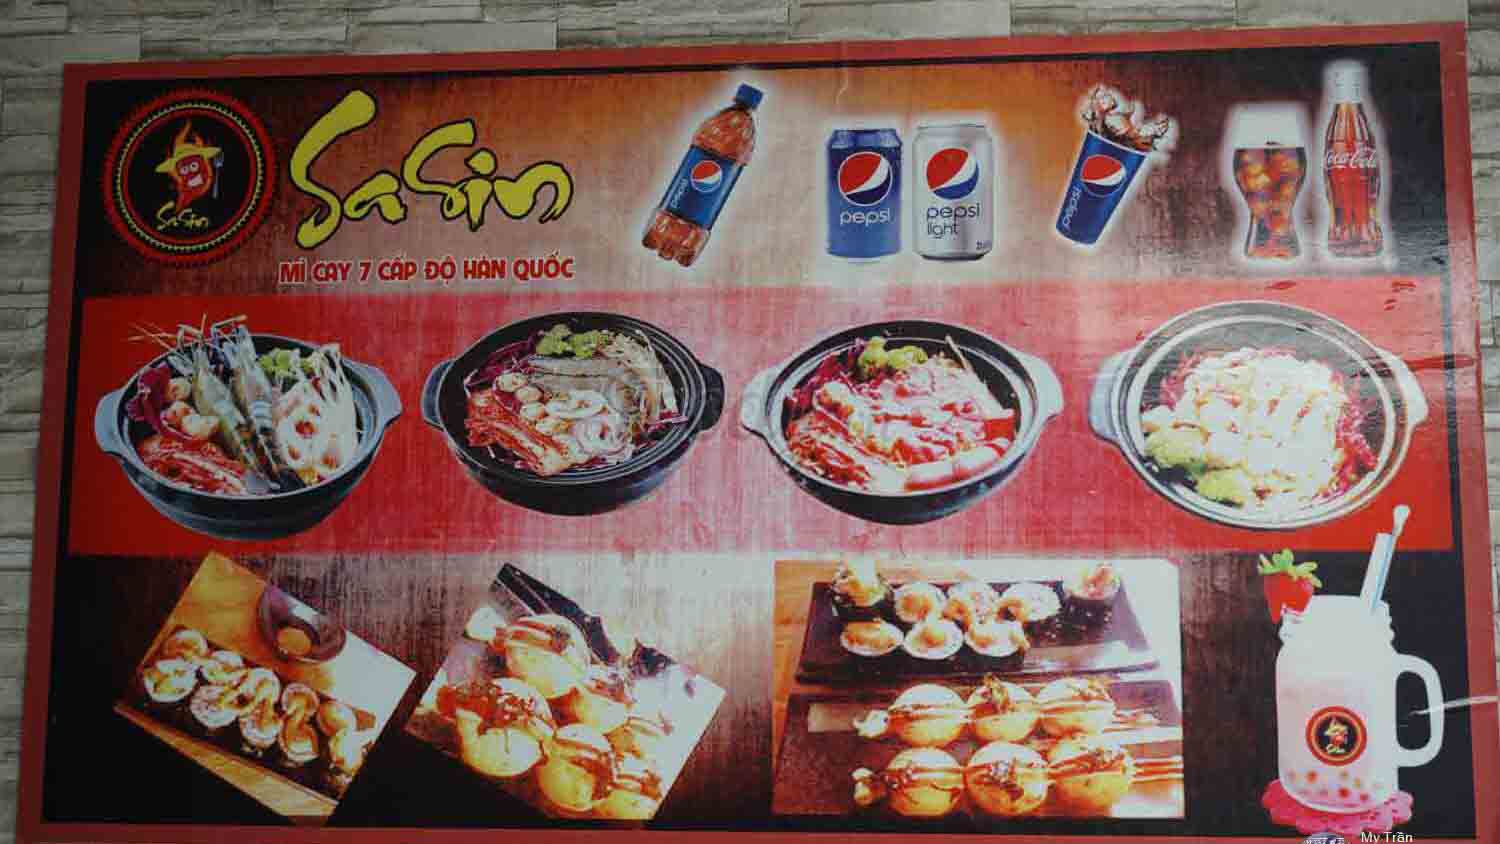 SaSin
SaSin
MÌ CAY 7 CẤP ĐỘ HÀN QUỐC
pepsi
pepsi
pepsi
light
pepsi
Coca-Cola
My Trần